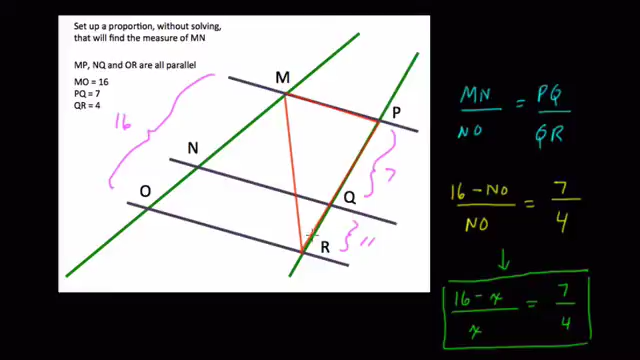 Set up a proportion, without solving,
that will find the measure of MN
MP, NQ and OR are all parallel
MO = 16
PQ = 7
QR = 4
M
P
N
Q
O
R
16
7
MN/NO = PQ/QR
16 - NO/NO = 7/4
↓
16 - x/x = 7/4